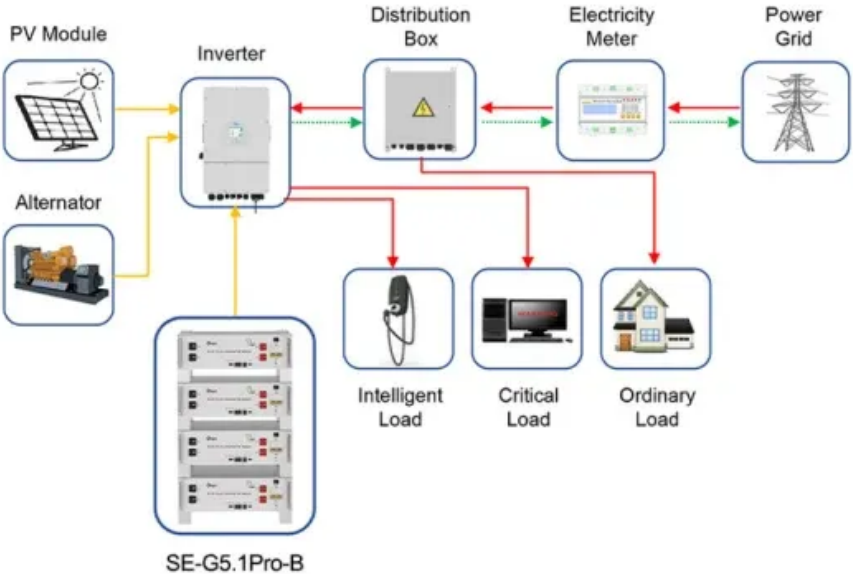 PV Module
Inverter
Distribution
Box
Electricity
Meter
Power
Grid
Alternator
Intelligent
Load
Critical
Load
Ordinary
Load
SE-G5.1Pro-B